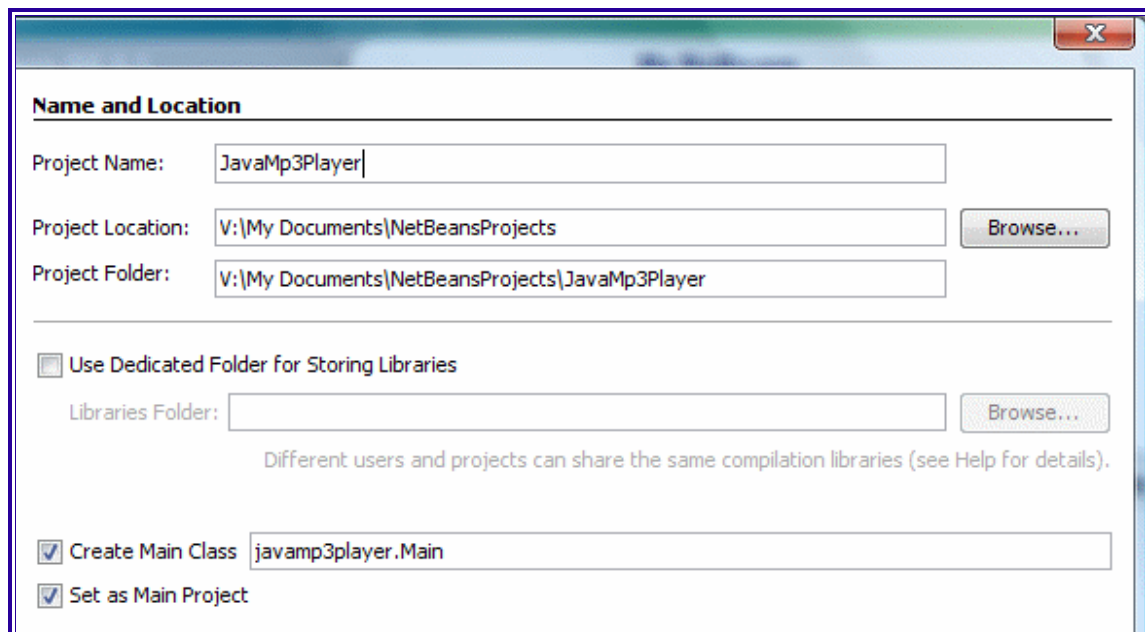 Name and Location
Project Name: JavaMp3Player
Project Location: V:\My Documents\NetBeansProjects Browse...
Project Folder: V:\My Documents\NetBeansProjects\JavaMp3Player
Use Dedicated Folder for Storing Libraries
Libraries Folder: Browse...
Different users and projects can share the same compilation libraries (see Help for details).
Create Main Class javamp3player.Main
Set as Main Project